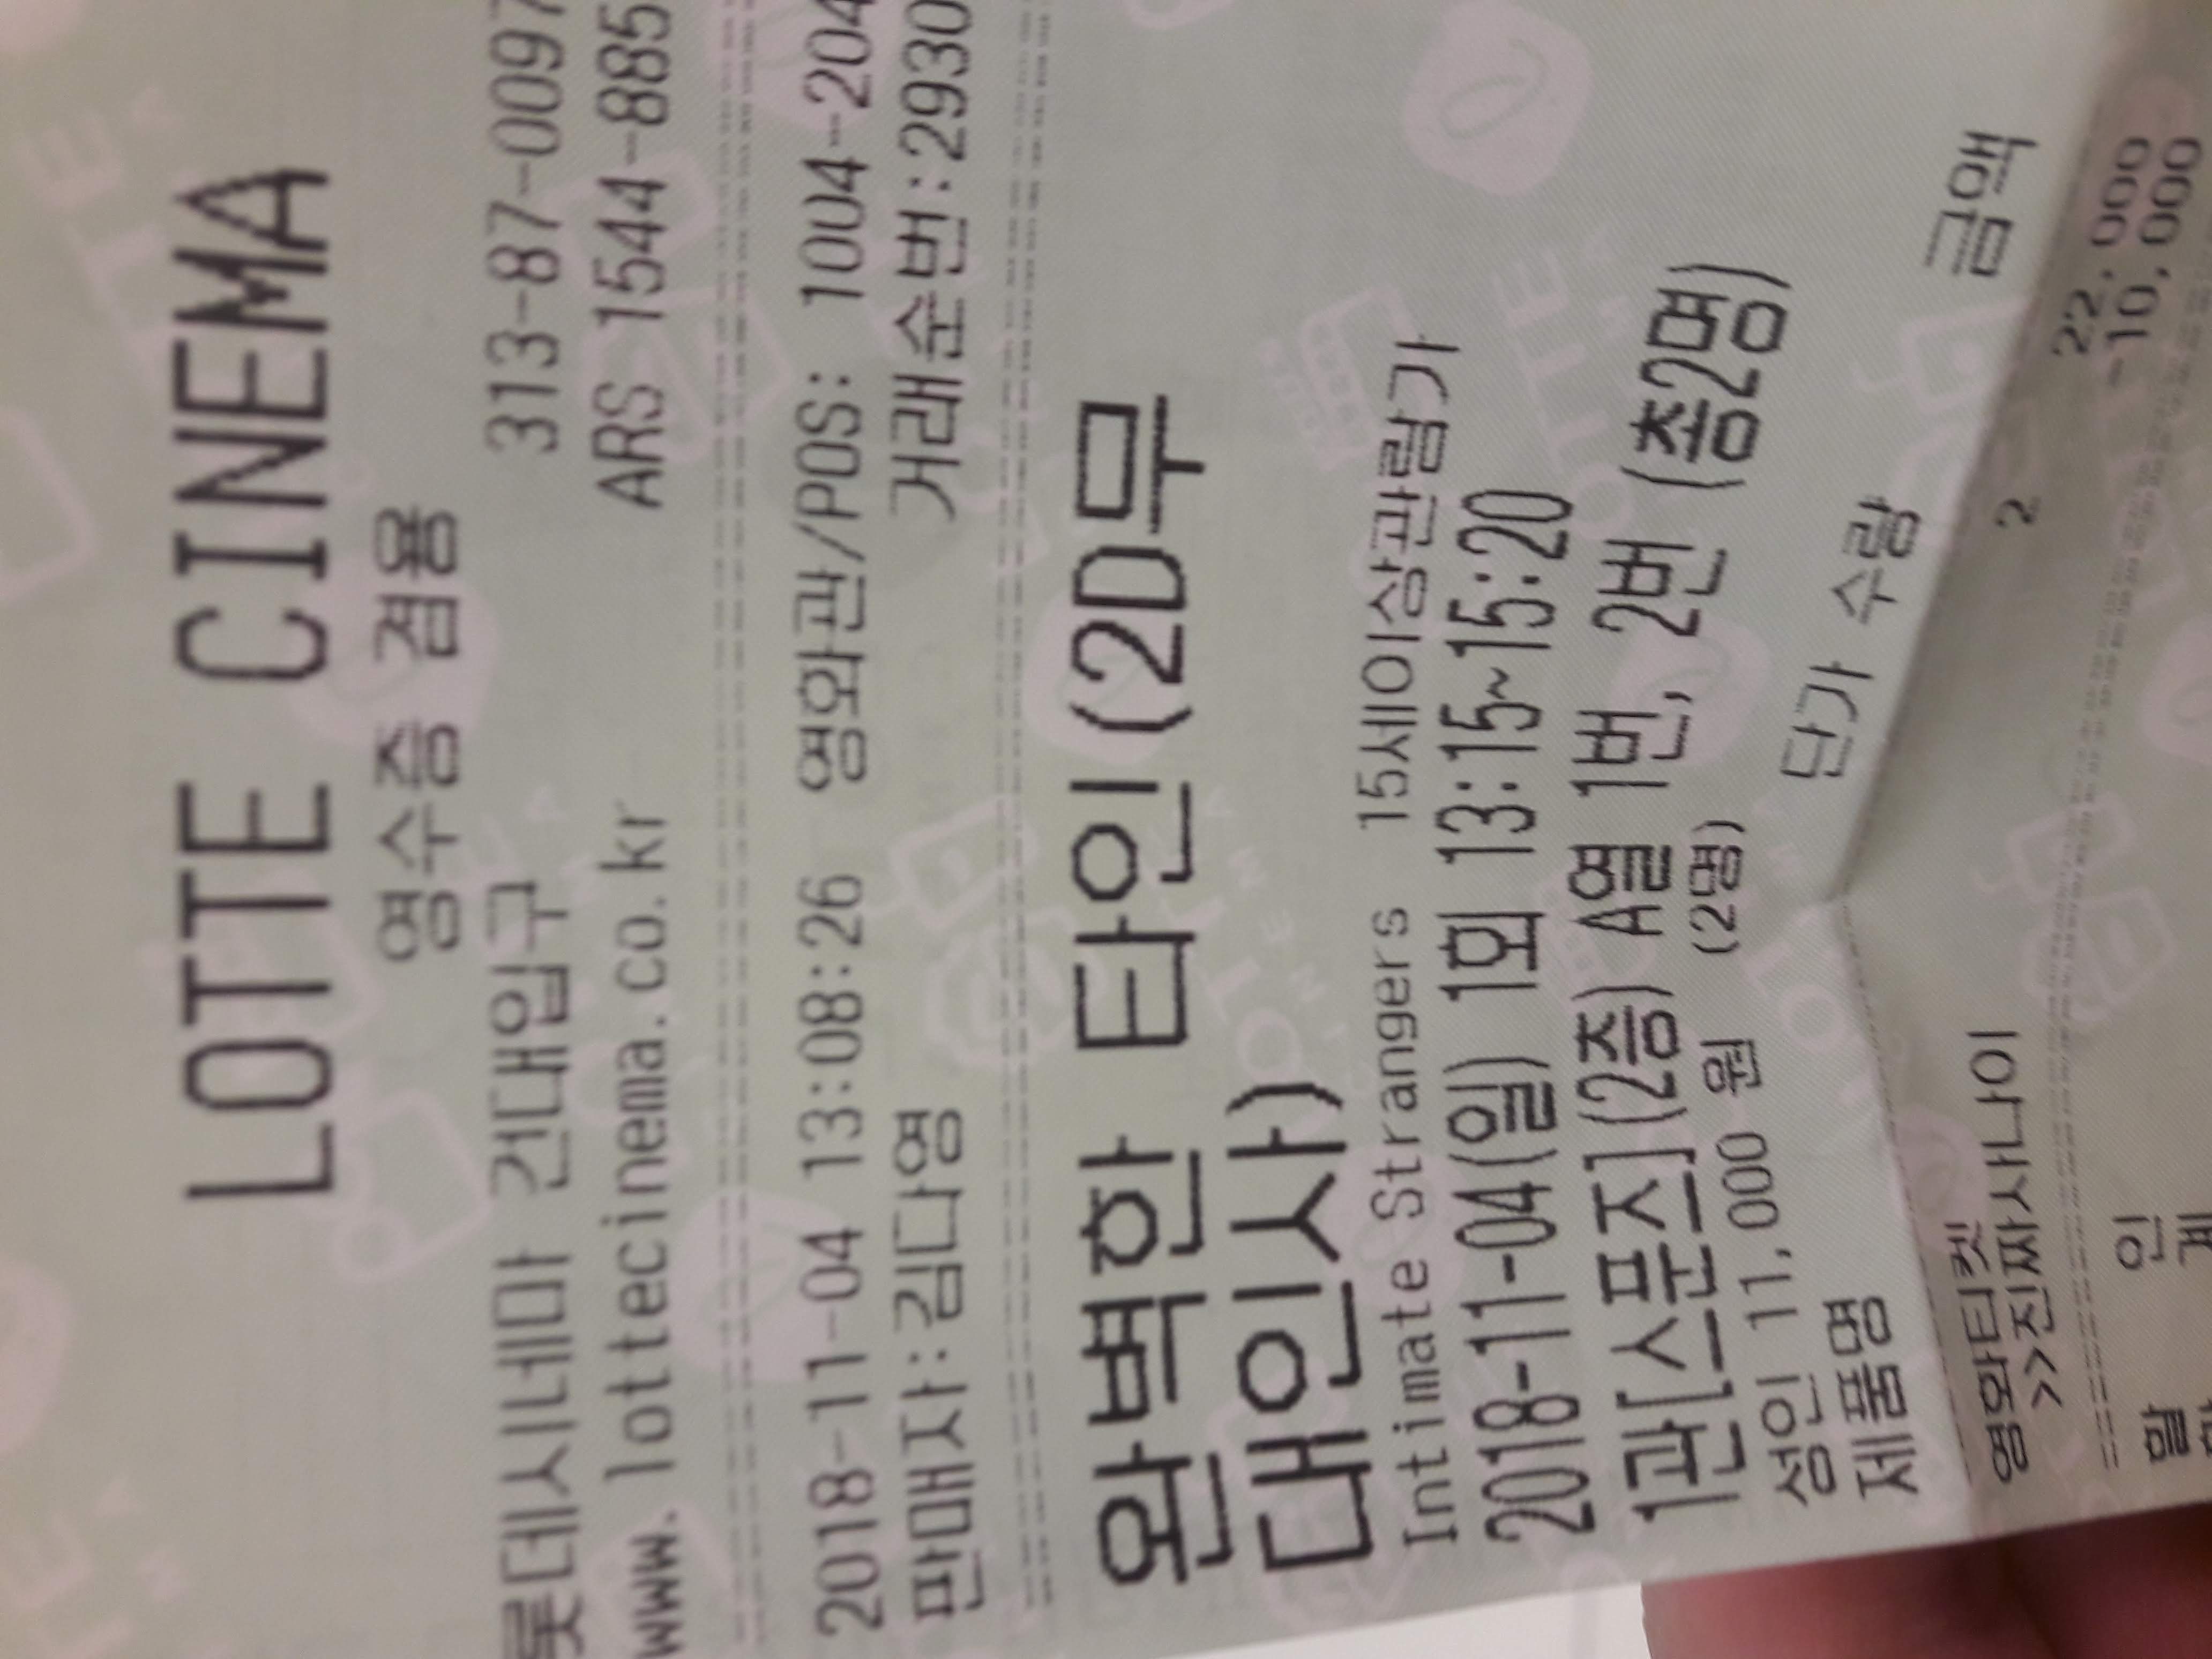 LOTTE CINEMA
영수증 겸용
롯데시네마 건대입구 313-87-0097
www.lottecinema.co.kr ARS 1544-885
2018-11-04 13:08:26 영화관/POS: 1004-204
판매자:김다영 거래순번:2930
완벽한 타인(2D무
대인사)
Intimate Strangers 15세이상관람가
2018-11-04(일) 1회 13:15~15:20
1관[스문지](2층) A열 1번, 2번 (총2명)
성인 11,000 원 (2명)
제품명 단가 수량 금액
영화티켓 2 22,000
>>진짜사나이 -10,000
할 인
계